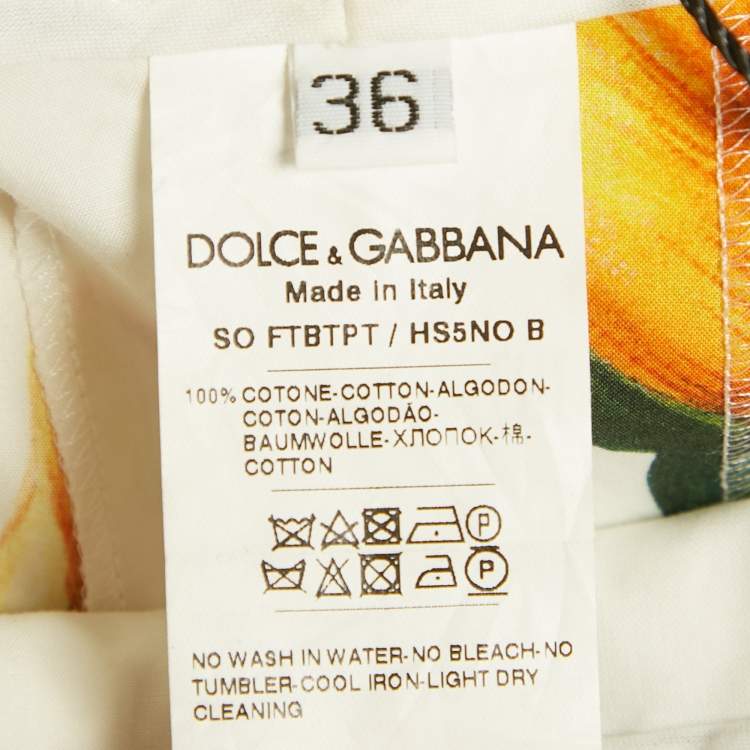 36
DOLCE & GABBANA
Made in Italy
SO FTBTPT / HS5NO B
100% COTONE-COTTON-ALGODON-
COTON-ALGODÃO-
BAUMWOLLE-ХЛОПОК-棉-
COTTON
P
P
NO WASH IN WATER-NO BLEACH-NO
TUMBLER-COOL IRON-LIGHT DRY
CLEANING